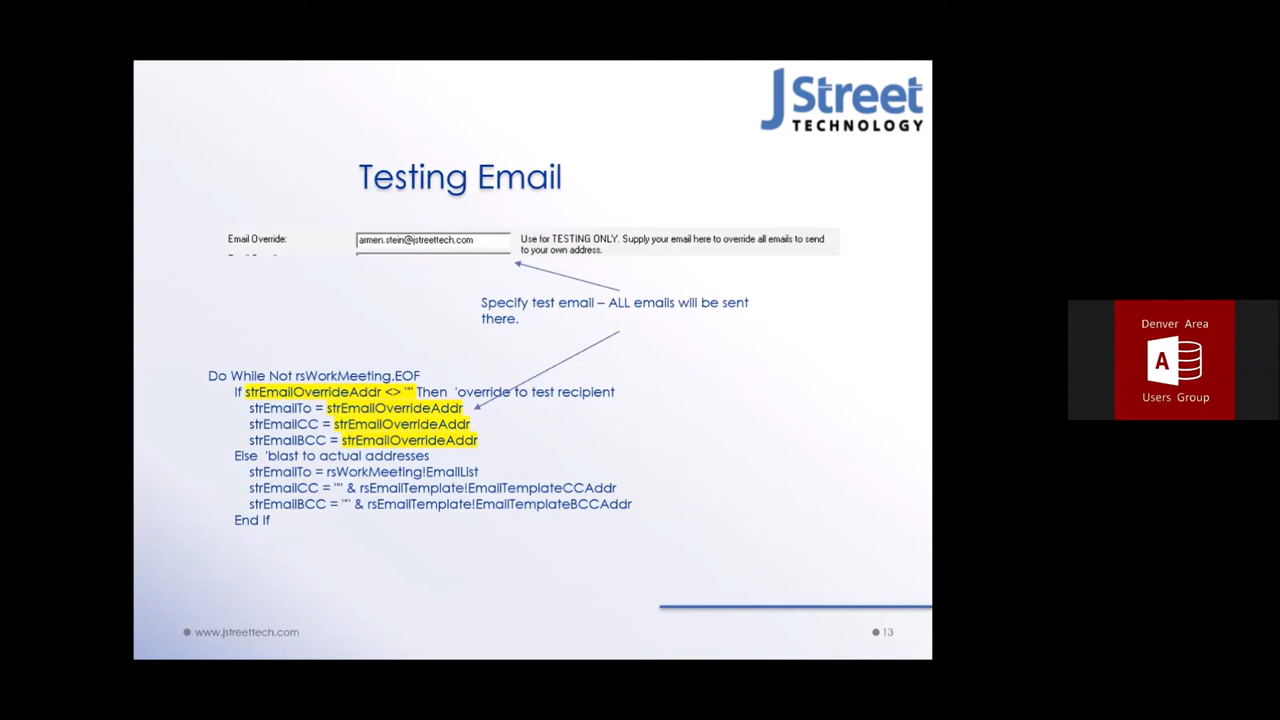 J Street
TECHNOLOGY
Testing Email
Email Override:
armen.stein@jstreettech.com
Use for TESTING ONLY. Supply your email here to override all emails to send
to your own address.
Specify test email – ALL emails will be sent
there.
Do While Not rsWorkMeeting.EOF
If strEmailOverrideAddr <> "" Then 'override to test recipient
strEmailTo = strEmailOverrideAddr
strEmailCC = strEmailOverrideAddr
strEmailBCC = strEmailOverrideAddr
Else 'blast to actual addresses
strEmailTo = rsWorkMeeting!EmailList
strEmailCC = "" & rsEmailTemplate!EmailTemplateCCAddr
strEmailBCC = "" & rsEmailTemplate!EmailTemplateBCCAddr
End If
www.jstreettech.com
13
Denver Area
A
Users Group